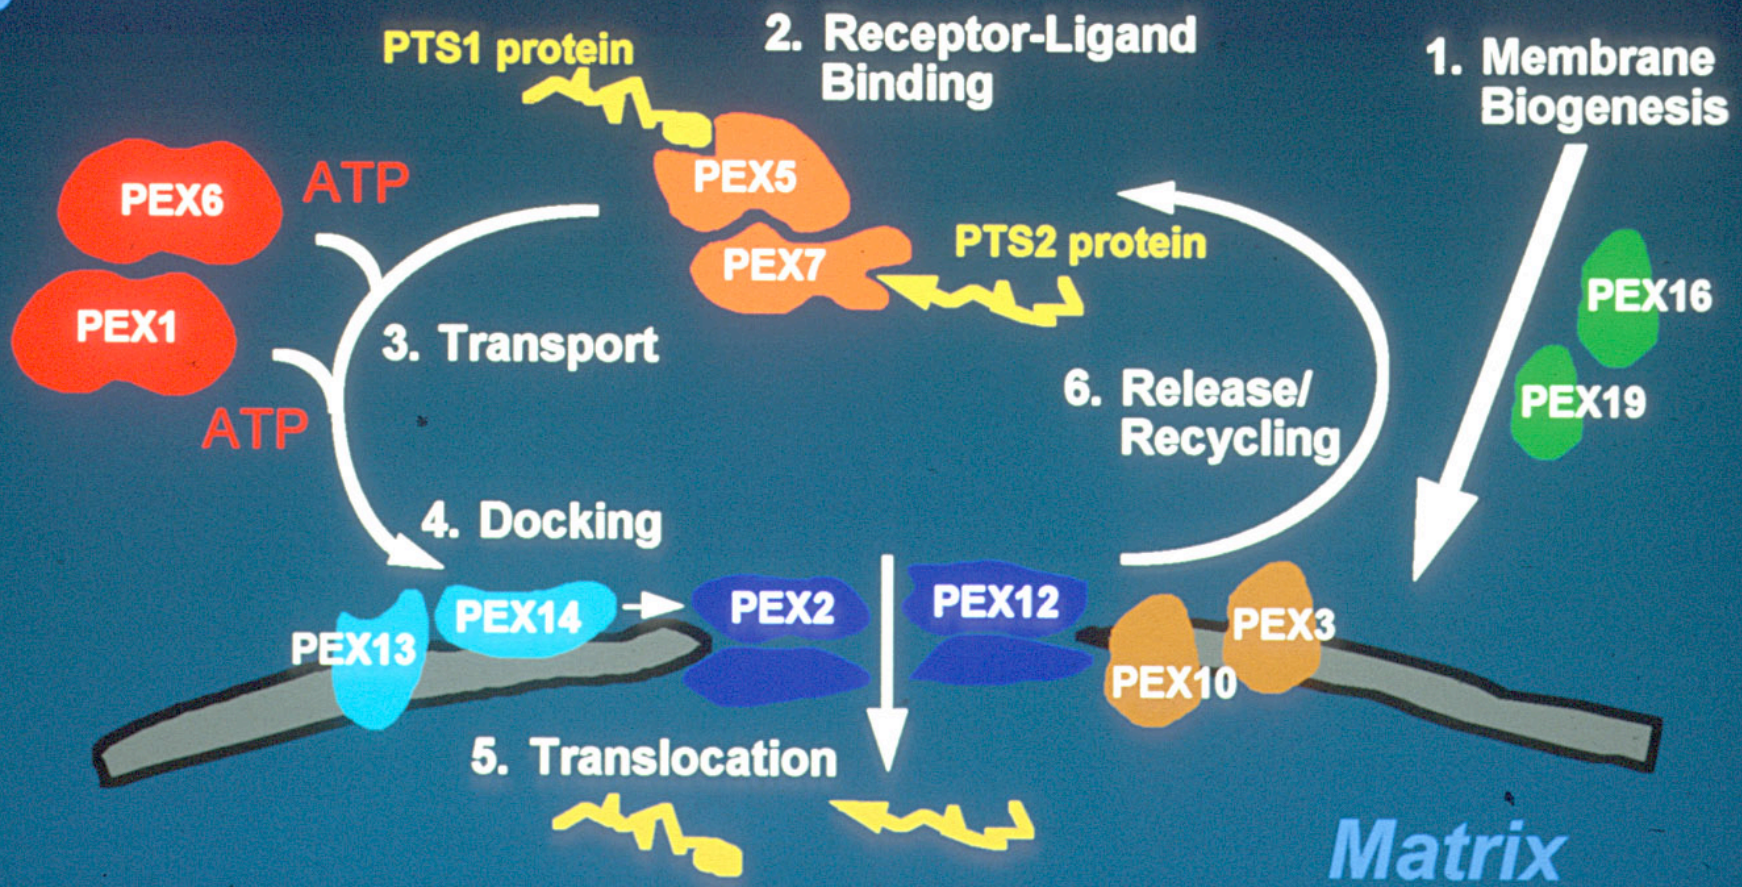 PTS1 protein
2. Receptor-Ligand
Binding
1. Membrane
Biogenesis
PEX6
ATP
PEX5
PEX7
PTS2 protein
PEX16
PEX1
3. Transport
ATP
6. Release/
Recycling
PEX19
4. Docking
PEX13
PEX14
PEX2
PEX12
PEX10
PEX3
5. Translocation
Matrix